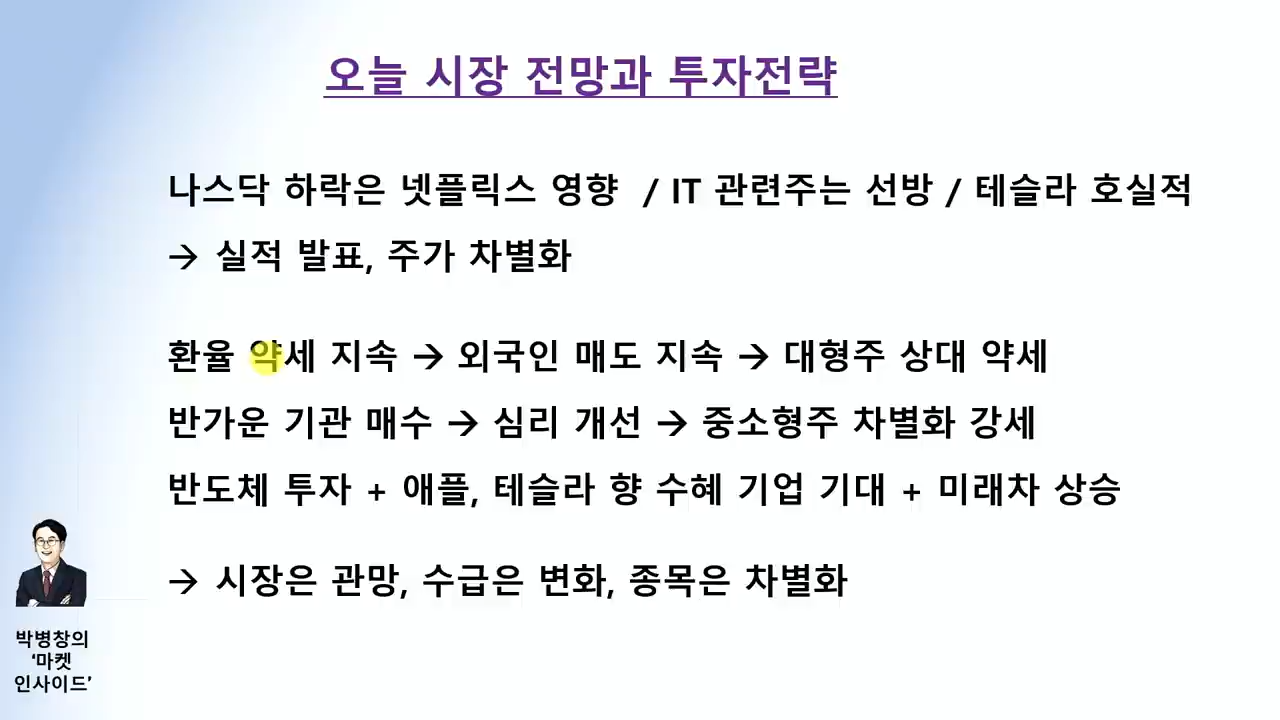 오늘 시장 전망과 투자전략
나스닥 하락은 넷플릭스 영향 / IT 관련주는 선방 / 테슬라 호실적
→ 실적 발표, 주가 차별화
환율 약세 지속 → 외국인 매도 지속 → 대형주 상대 약세
반가운 기관 매수 → 심리 개선 → 중소형주 차별화 강세
반도체 투자 + 애플, 테슬라 향 수혜 기업 기대 + 미래차 상승
→ 시장은 관망, 수급은 변화, 종목은 차별화
박병창의
‘마켓
인사이드’